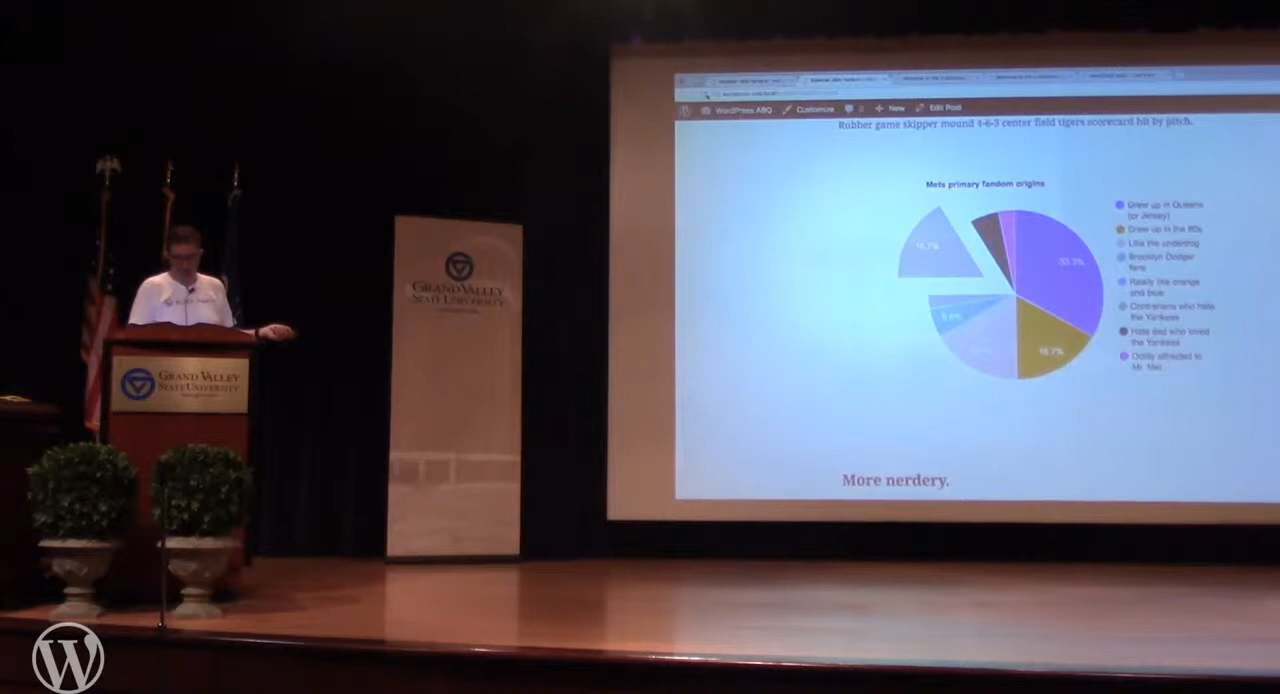 WordPress ABQ Customize 0 New Edit Post
Rubber game skipper mound 4-6-3 center field tigers scorecard hit by pitch.
Mets primary fandom origins
16.7%
33.3%
16.7%
Grew up in Queens
(or Jersey)
Grew up in the 80s
Like the underdog
Brooklyn Dodger
fans
Really like orange
and blue
Contrarians who hate
the Yankees
Hate dad who loved
the Yankees
Oddly attracted to
Mr. Met
More nerdery.
GRAND VALLEY
STATE UNIVERSITY
GRAND VALLEY
STATE UNIVERSITY
W